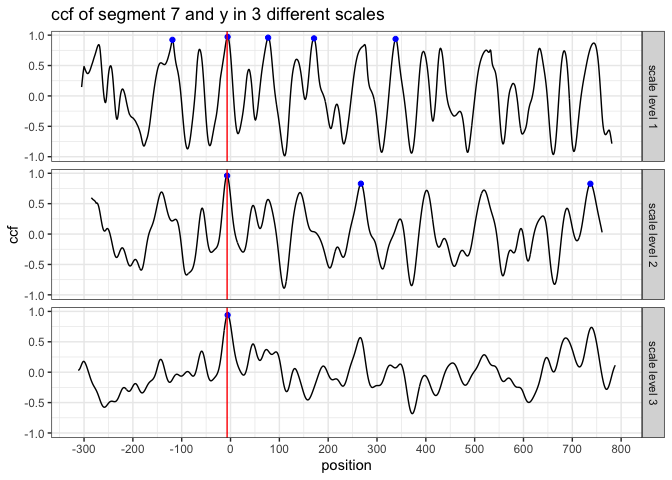 ccf of segment 7 and y in 3 different scales
1.0
0.5
0.0
-0.5
-1.0
scale level 1
1.0
0.5
0.0
-0.5
-1.0
scale level 2
ccf
1.0
0.5
0.0
-0.5
-1.0
scale level 3
-300 -200 -100 0 100 200 300 400 500 600 700 800
position